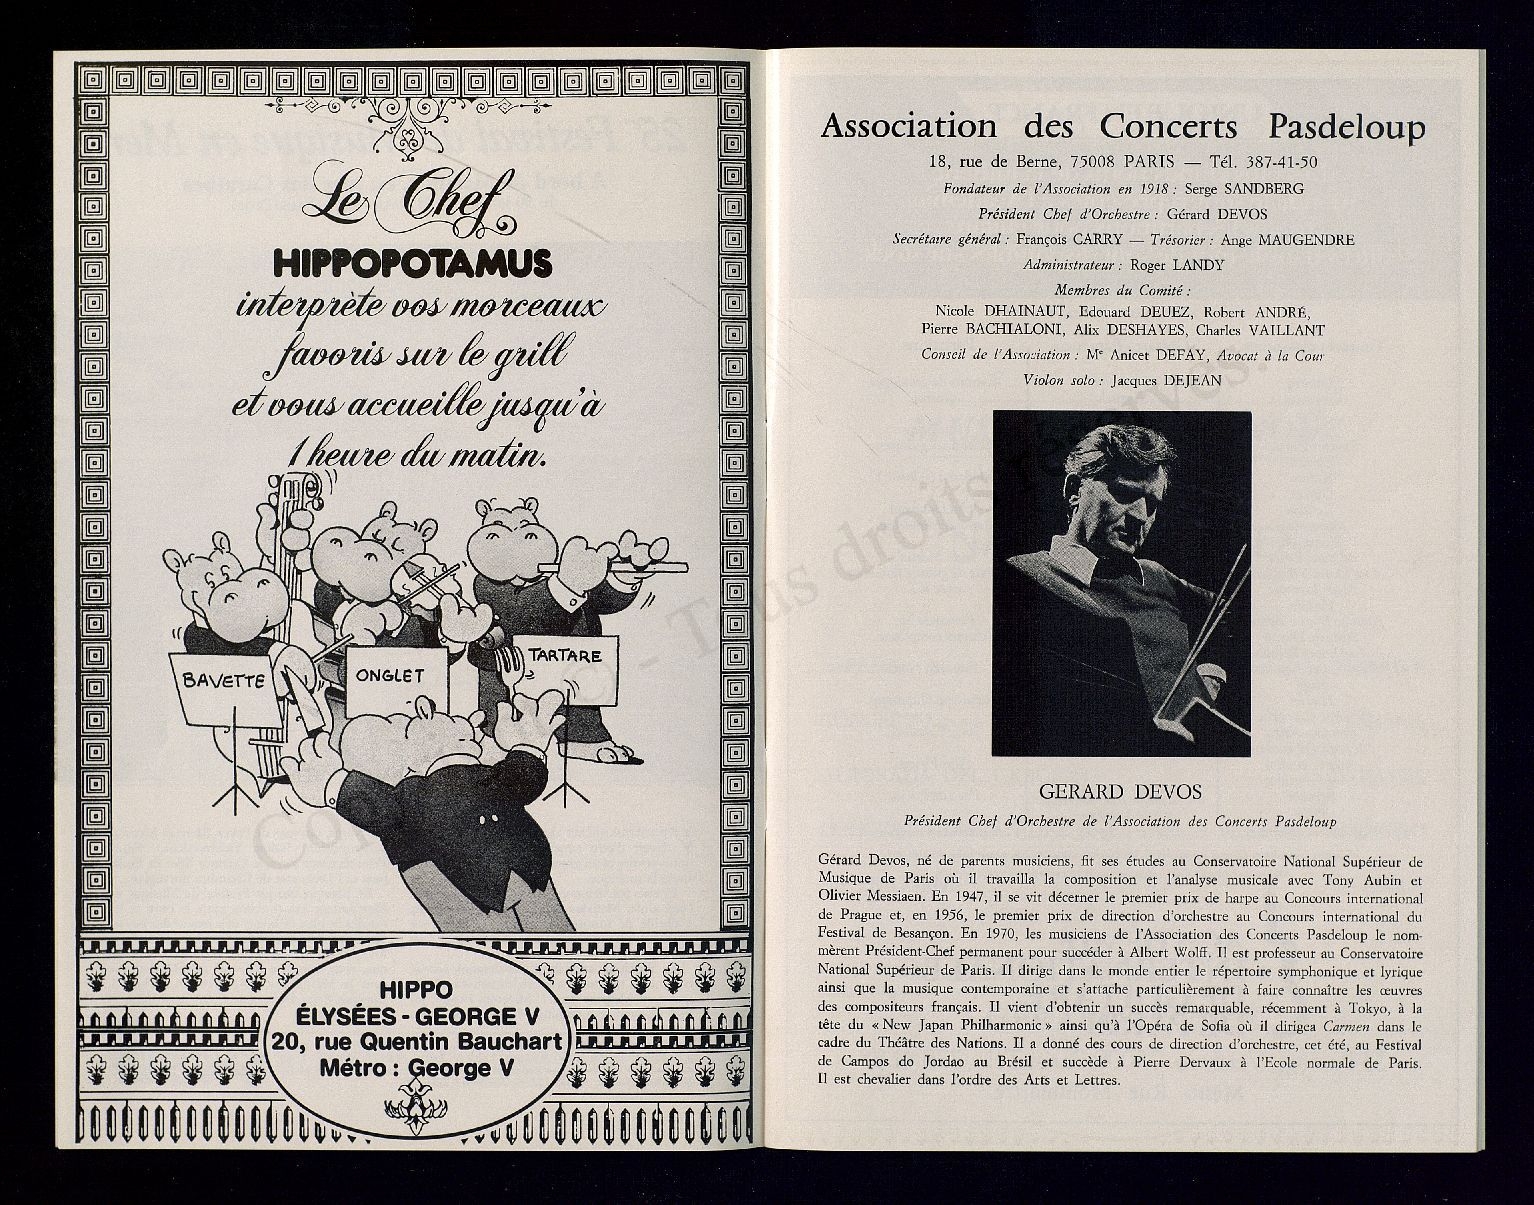 Le Chef
HIPPOPOTAMUS
interprète vos morceaux
favoris sur le grill
et vous accueille jusqu'à
1 heure du matin.
BAVETTE
ONGLET
TARTARE
HIPPO
ÉLYSÉES - GEORGE V
20, rue Quentin Bauchart
Métro : George V
Association des Concerts Pasdeloup
18, rue de Berne, 75008 PARIS — Tél. 387-41-50
Fondateur de l'Association en 1918 : Serge SANDBERG
Président Chef d'Orchestre : Gérard DEVOS
Secrétaire général : François CARRY — Trésorier : Ange MAUGENDRE
Administrateur : Roger LANDY
Membres du Comité :
Nicole DHAINAUT, Edouard DEUEZ, Robert ANDRÉ,
Pierre BACHIALONI, Alix DESHAYES, Charles VAILLANT
Conseil de l'Association : Me Anicet DEFAY, Avocat à la Cour
Violon solo : Jacques DEJEAN
GERARD DEVOS
Président Chef d'Orchestre de l'Association des Concerts Pasdeloup
Gérard Devos, né de parents musiciens, fit ses études au Conservatoire National Supérieur de
Musique de Paris où il travailla la composition et l'analyse musicale avec Tony Aubin et
Olivier Messiaen. En 1947, il se vit décerner le premier prix de harpe au Concours international
de Prague et, en 1956, le premier prix de direction d'orchestre au Concours international du
Festival de Besançon. En 1970, les musiciens de l'Association des Concerts Pasdeloup le nom-
mèrent Président-Chef permanent pour succéder à Albert Wolff. Il est professeur au Conservatoire
National Supérieur de Paris. Il dirige dans le monde entier le répertoire symphonique et lyrique
ainsi que la musique contemporaine et s'attache particulièrement à faire connaître les œuvres
des compositeurs français. Il vient d'obtenir un succès remarquable, récemment à Tokyo, à la
tête du « New Japan Philharmonic » ainsi qu'à l'Opéra de Sofia où il dirigea Carmen dans le
cadre du Théâtre des Nations. Il a donné des cours de direction d'orchestre, cet été, au Festival
de Campos do Jordao au Brésil et succède à Pierre Dervaux à l'Ecole normale de Paris.
Il est chevalier dans l'ordre des Arts et Lettres.